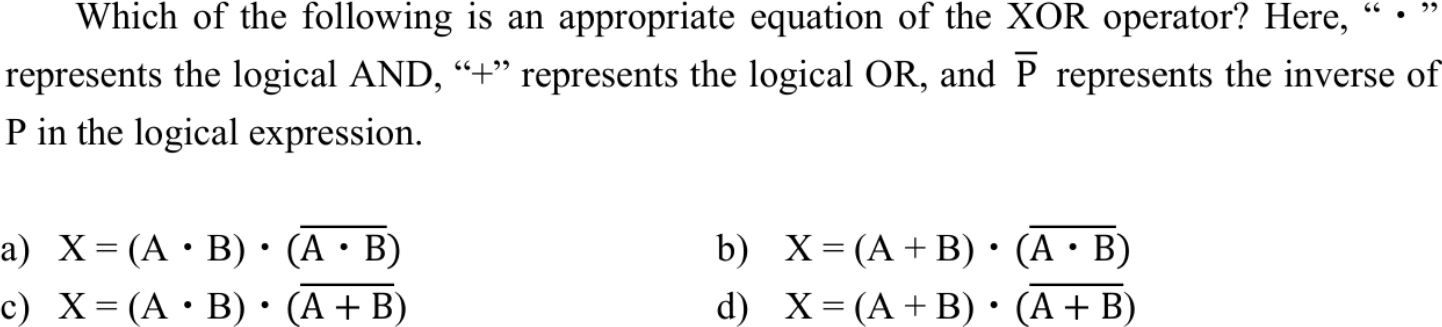 Which of the following is an appropriate equation of the XOR operator? Here, “ · ”
represents the logical AND, “+” represents the logical OR, and P̅ represents the inverse of
P in the logical expression.
a) X = (A · B) · (A̅ ̅·̅ ̅B̅) b) X = (A + B) · (A̅ ̅·̅ ̅B̅)
c) X = (A · B) · (A̅ ̅+̅ ̅B̅) d) X = (A + B) · (A̅ ̅+̅ ̅B̅)